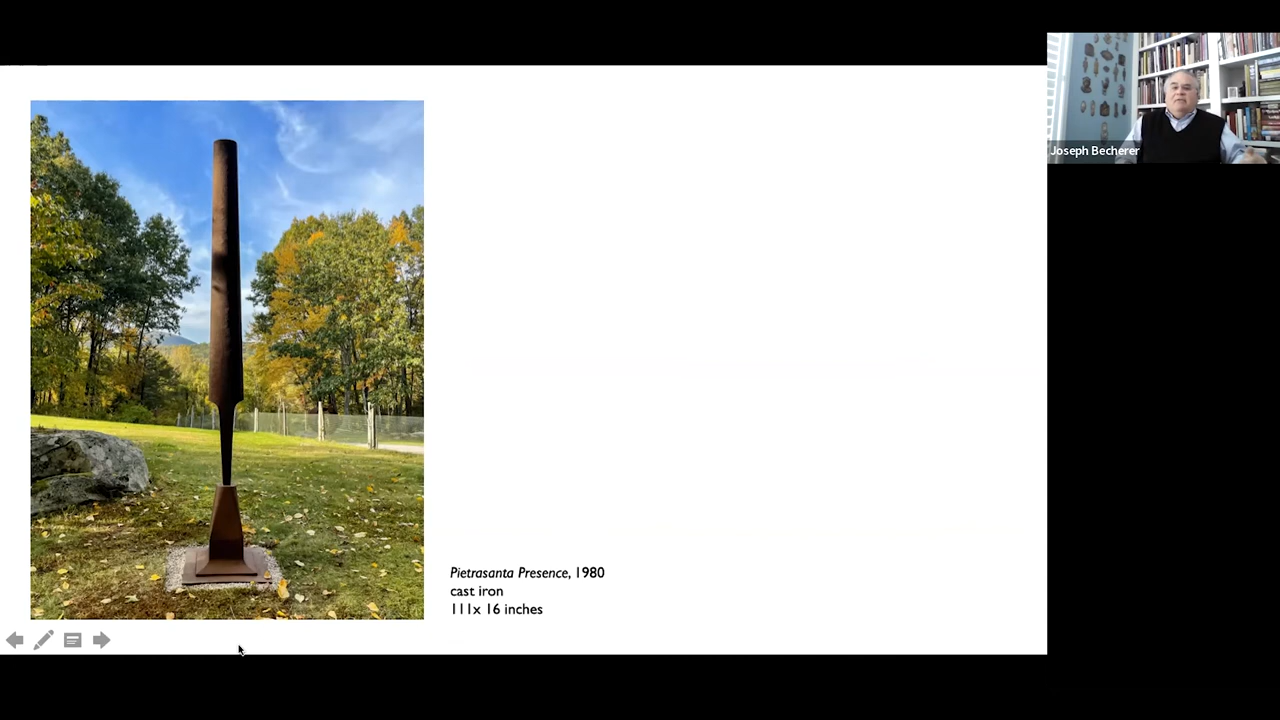 Joseph Becherer
Pietrasanta Presence, 1980
cast iron
111x 16 inches